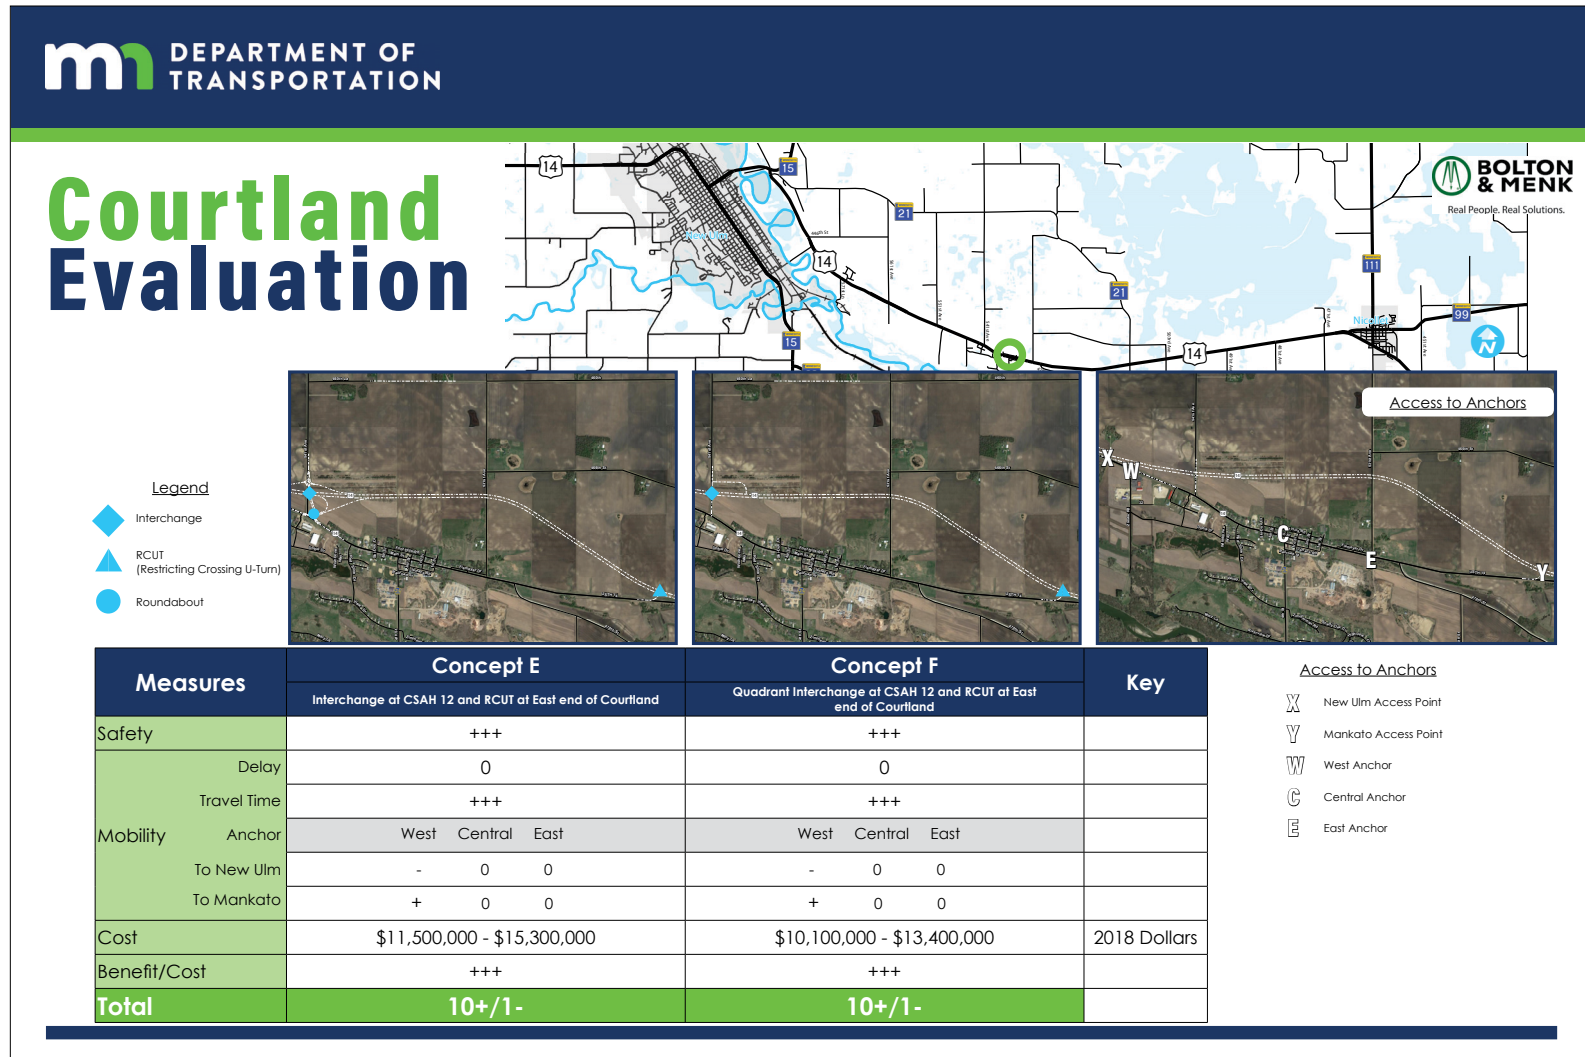 mn DEPARTMENT OF
TRANSPORTATION
Courtland
Evaluation
BOLTON
& MENK
Real People. Real Solutions.
14
15
21
14
111
21
99
15
14
N
Access to Anchors
X
W
C
E
Y
Legend
Interchange
RCUT
(Restricting Crossing U-Turn)
Roundabout
Measures
Concept E
Concept F
Key
Interchange at CSAH 12 and RCUT at East end of Courtland
Quadrant Interchange at CSAH 12 and RCUT at East
end of Courtland
Safety +++ +++
Delay 0 0
Travel Time +++ +++
Mobility Anchor West Central East West Central East
To New Ulm - 0 0 - 0 0
To Mankato + 0 0 + 0 0
Cost $11,500,000 - $15,300,000 $10,100,000 - $13,400,000 2018 Dollars
Benefit/Cost +++ +++
Total 10+/1- 10+/1-
Access to Anchors
X New Ulm Access Point
Y Mankato Access Point
W West Anchor
C Central Anchor
E East Anchor